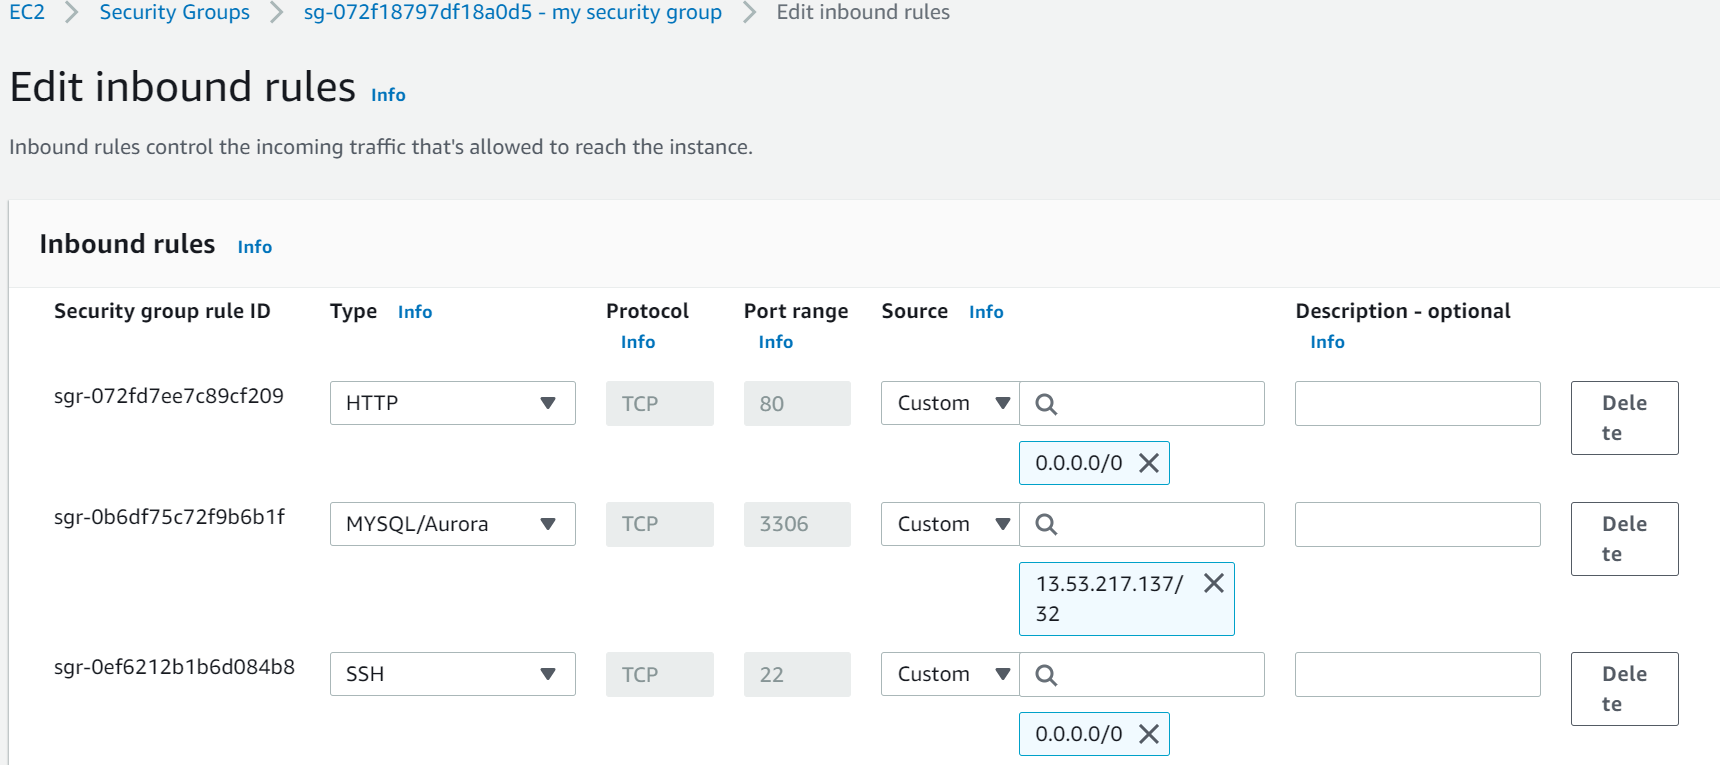 EC2 > Security Groups > sg-072f18797df18a0d5 - my security group > Edit inbound rules
Edit inbound rules Info
Inbound rules control the incoming traffic that's allowed to reach the instance.
Inbound rules Info
Security group rule ID Type Info Protocol Info Port range Info Source Info Description - optional Info
sgr-072fd7ee7c89cf209 HTTP TCP 80 Custom Delete
0.0.0.0/0
sgr-0b6df75c72f9b6b1f MYSQL/Aurora TCP 3306 Custom Delete
13.53.217.137/32
sgr-0ef6212b1b6d084b8 SSH TCP 22 Custom Delete
0.0.0.0/0